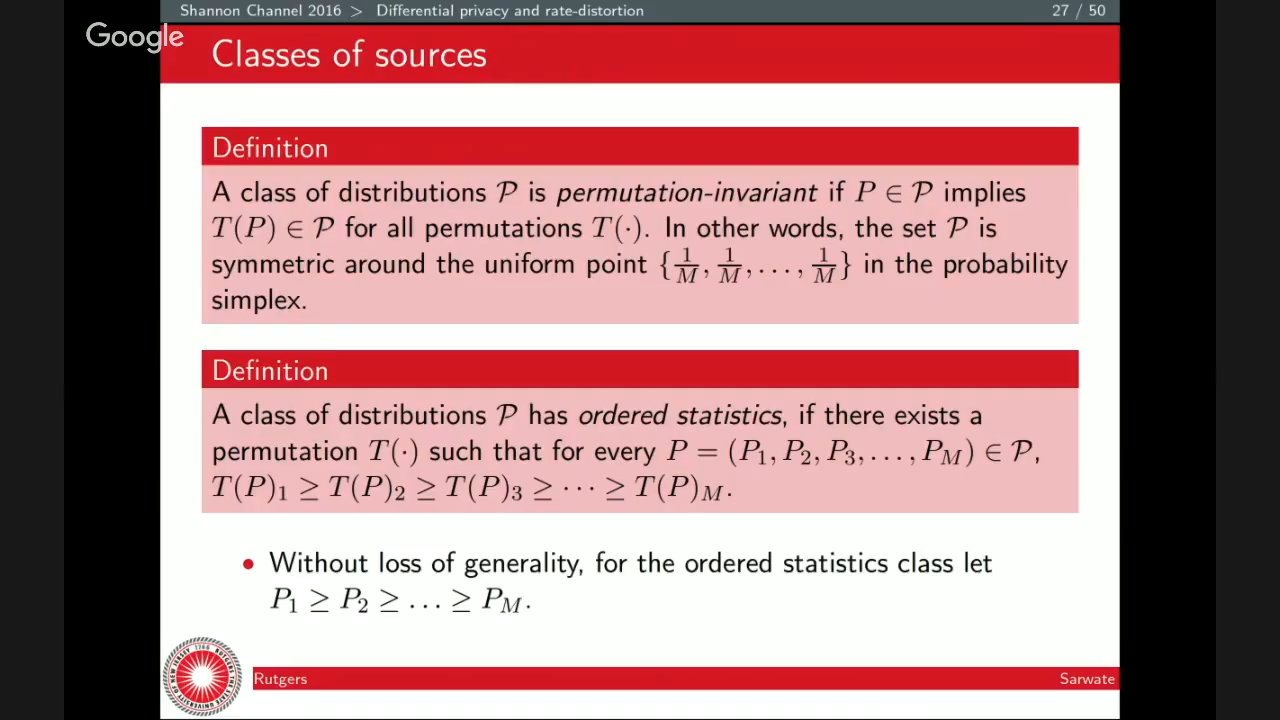 Shannon Channel 2016 > Differential privacy and rate-distortion 27 / 50
Google
Classes of sources
Definition
A class of distributions 𝒫 is permutation-invariant if P ∈ 𝒫 implies
T(P) ∈ 𝒫 for all permutations T(·). In other words, the set 𝒫 is
symmetric around the uniform point {1/M, 1/M, . . . , 1/M} in the probability
simplex.
Definition
A class of distributions 𝒫 has ordered statistics, if there exists a
permutation T(·) such that for every P = (P₁, P₂, P₃, . . . , P_M) ∈ 𝒫,
T(P)₁ ≥ T(P)₂ ≥ T(P)₃ ≥ ··· ≥ T(P)_M.
• Without loss of generality, for the ordered statistics class let
P₁ ≥ P₂ ≥ . . . ≥ P_M.
Rutgers Sarwate